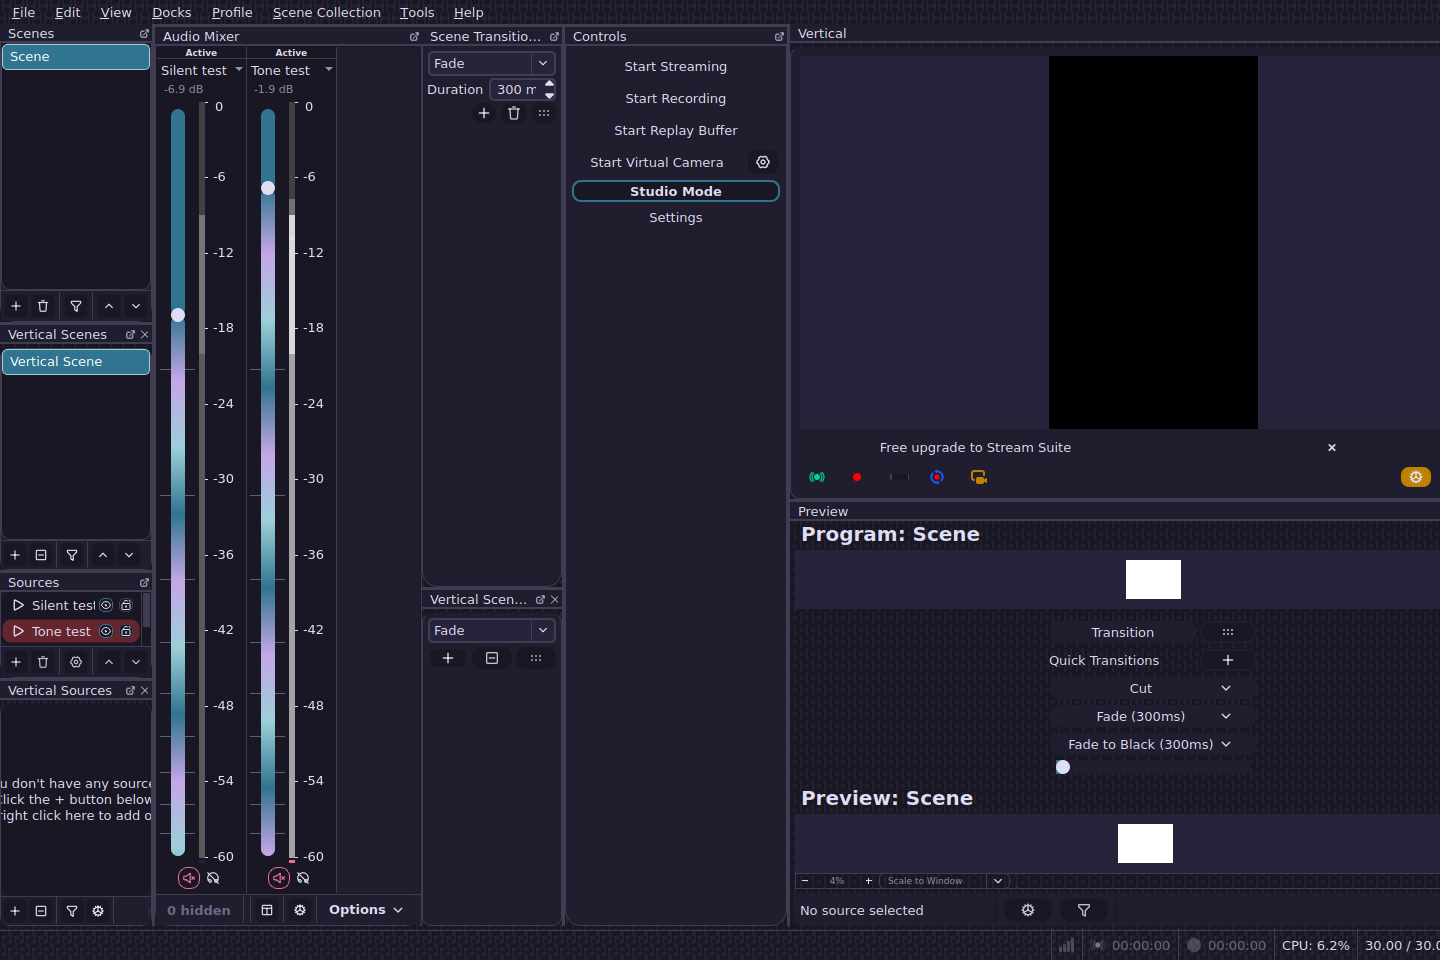 File Edit View Docks Profile Scene Collection Tools Help
Scenes
Scene
Vertical Scenes
Vertical Scene
Sources
Silent test
Tone test
Vertical Sources
u don't have any source
Click the + button below
right click here to add o
Audio Mixer
Active Active
Silent test Tone test
-6.9 dB -1.9 dB
0 0
-6 -6
-12 -12
-18 -18
-24 -24
-30 -30
-36 -36
-42 -42
-48 -48
-54 -54
-60 -60
0 hidden Options
Scene Transitio...
Fade
Duration 300 m
Vertical Scen...
Fade
Controls
Start Streaming
Start Recording
Start Replay Buffer
Start Virtual Camera
Studio Mode
Settings
Vertical
Free upgrade to Stream Suite
Preview
Program: Scene
Transition
Quick Transitions
Cut
Fade (300ms)
Fade to Black (300ms)
Preview: Scene
4% Scale to Window
No source selected
00:00:00 00:00:00 CPU: 6.2% 30.00 / 30.0